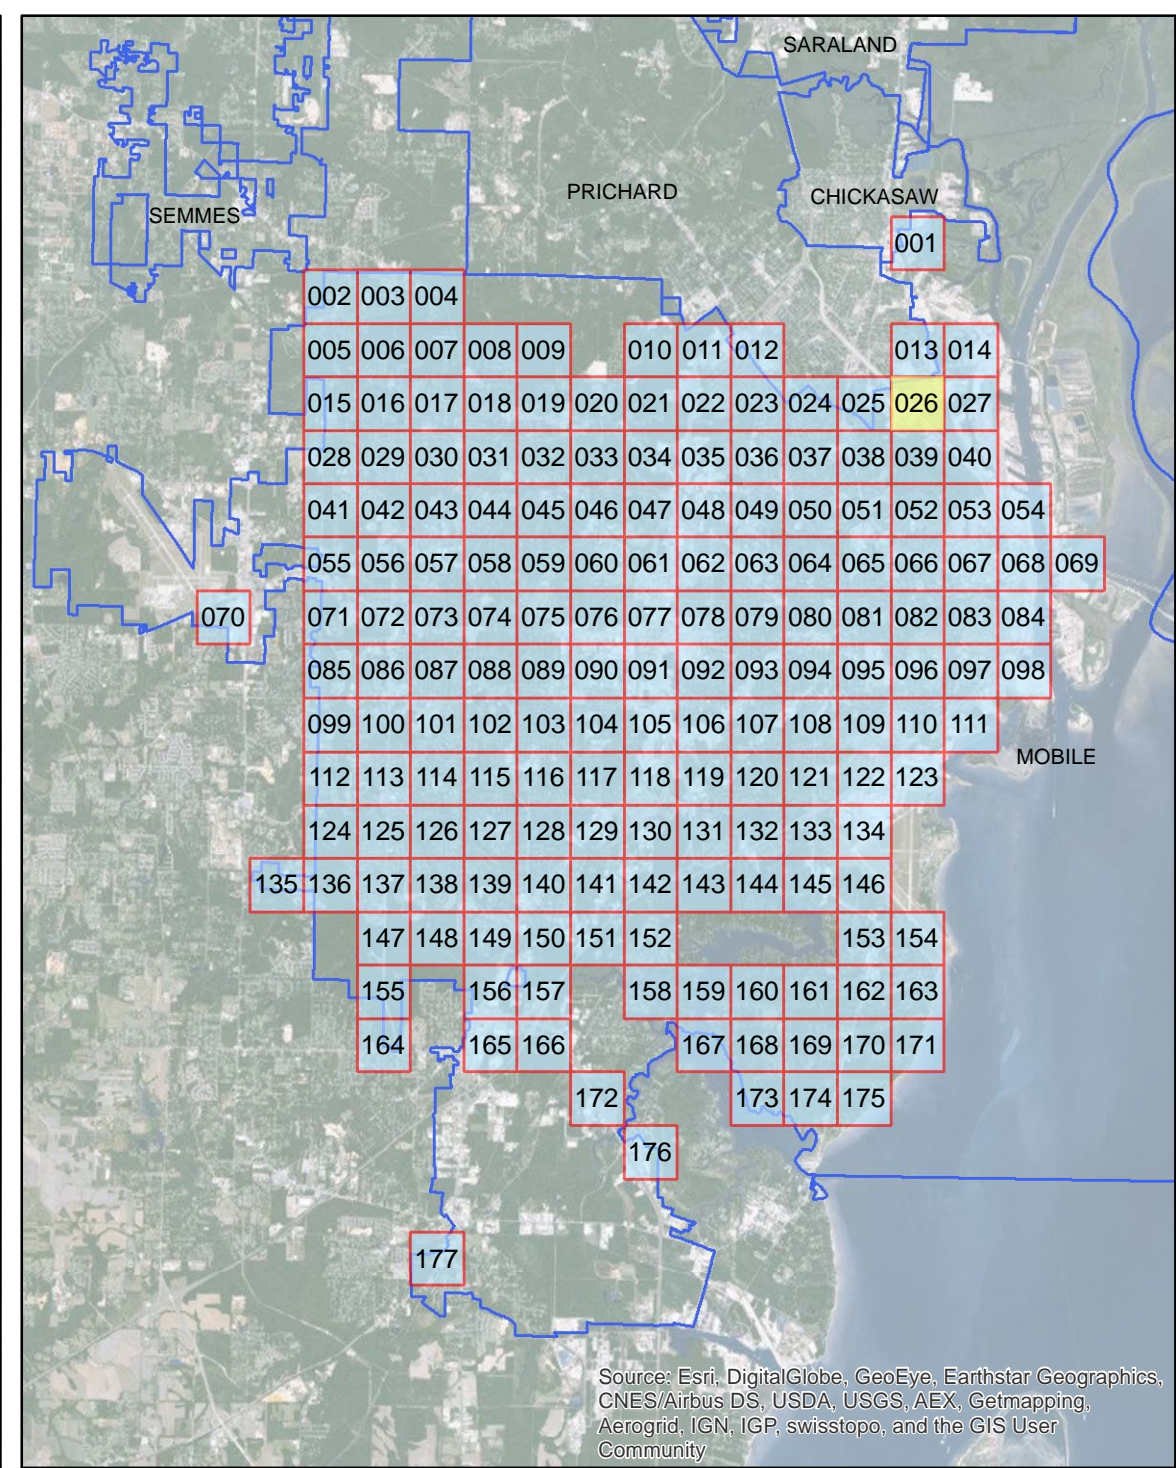 SARALAND
PRICHARD
CHICKASAW
SEMMES
001
002 003 004
005 006 007 008 009 010 011 012 013 014
015 016 017 018 019 020 021 022 023 024 025 026 027
028 029 030 031 032 033 034 035 036 037 038 039 040
041 042 043 044 045 046 047 048 049 050 051 052 053 054
055 056 057 058 059 060 061 062 063 064 065 066 067 068 069
070 071 072 073 074 075 076 077 078 079 080 081 082 083 084
085 086 087 088 089 090 091 092 093 094 095 096 097 098
099 100 101 102 103 104 105 106 107 108 109 110 111
MOBILE
112 113 114 115 116 117 118 119 120 121 122 123
124 125 126 127 128 129 130 131 132 133 134
135 136 137 138 139 140 141 142 143 144 145 146
147 148 149 150 151 152 153 154
155 156 157 158 159 160 161 162 163
164 165 166 167 168 169 170 171
172 173 174 175
176
177
Source: Esri, DigitalGlobe, GeoEye, Earthstar Geographics,
CNES/Airbus DS, USDA, USGS, AEX, Getmapping,
Aerogrid, IGN, IGP, swisstopo, and the GIS User
Community